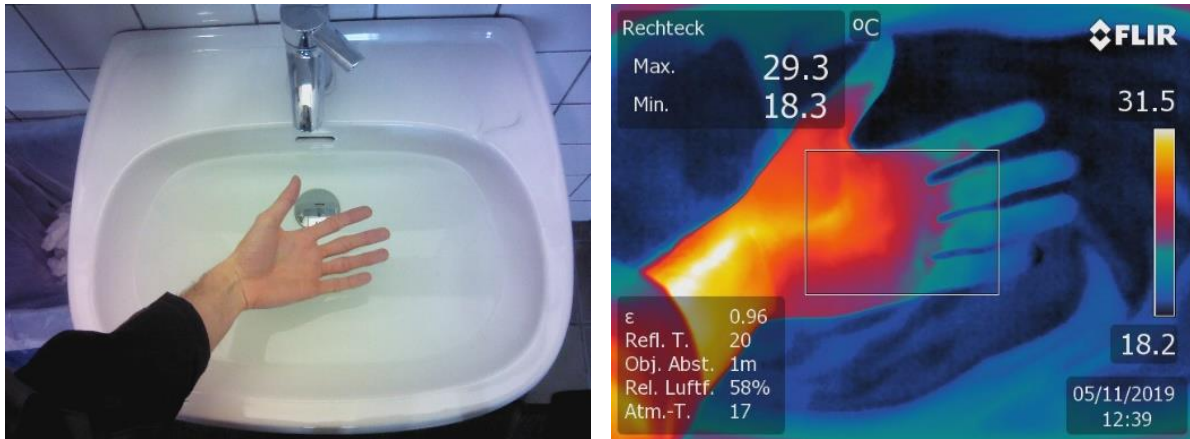 Rechteck
°C
FLIR
Max. 29.3
Min. 18.3
31.5
ε 0.96
Refl. T. 20
Obj. Abst. 1m
Rel. Luftf. 58%
Atm.-T. 17
18.2
05/11/2019
12:39